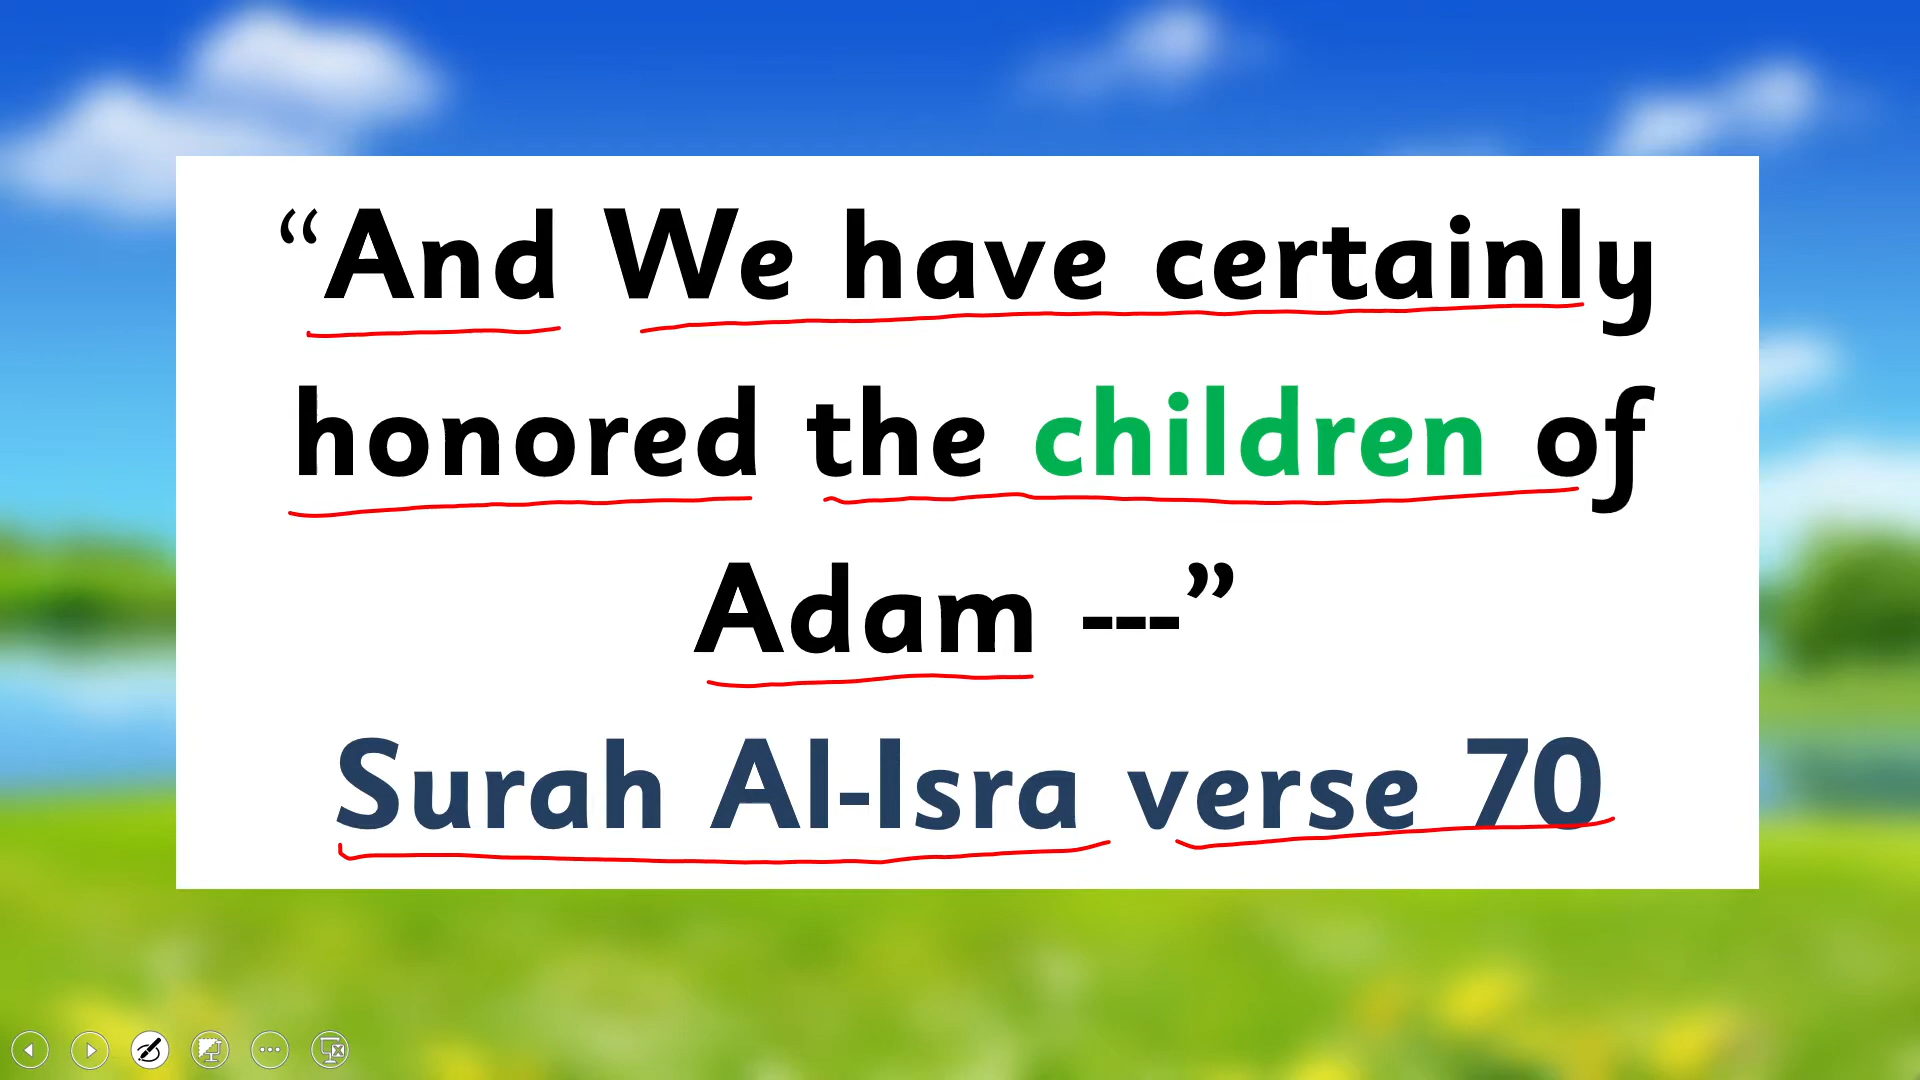 “And We have certainly
honored the children of
Adam ---”
Surah Al-Isra verse 70